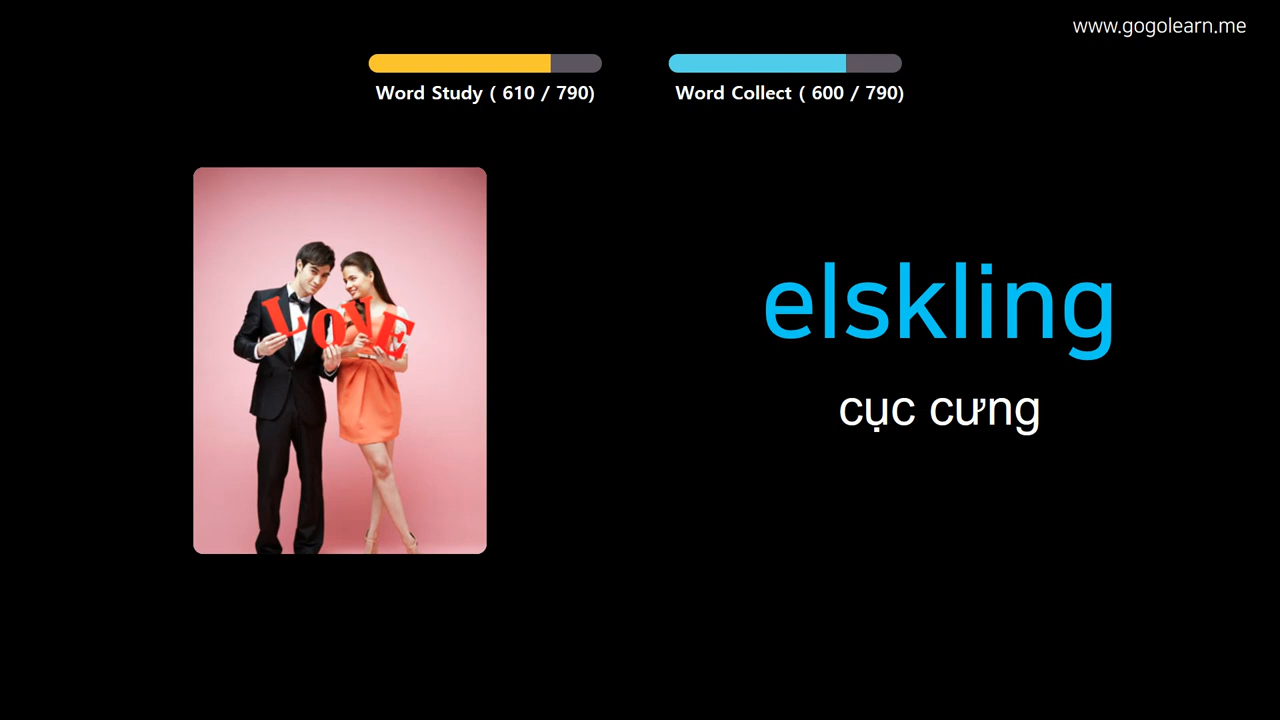 www.gogolearn.me
Word Study ( 610 / 790)
Word Collect ( 600 / 790)
LOVE
elskling
cục cưng